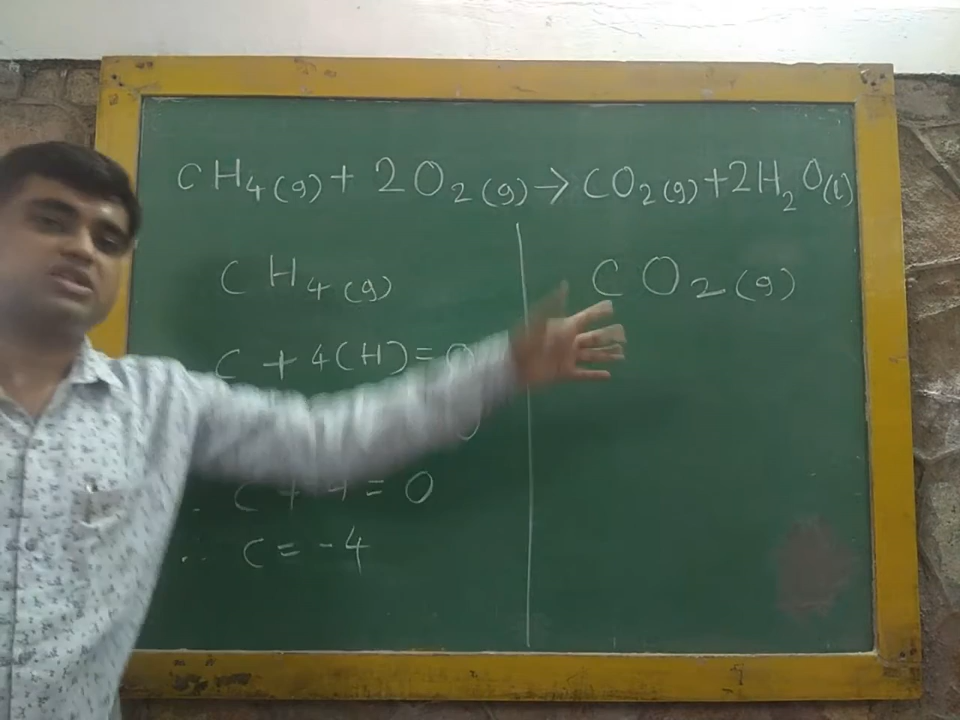 CH₄(g) + 2O₂(g) → CO₂(g) + 2H₂O(l)
CH₄(g)
C + 4(H) = 0
∴ C + 4 = 0
∴ C = -4
CO₂(g)